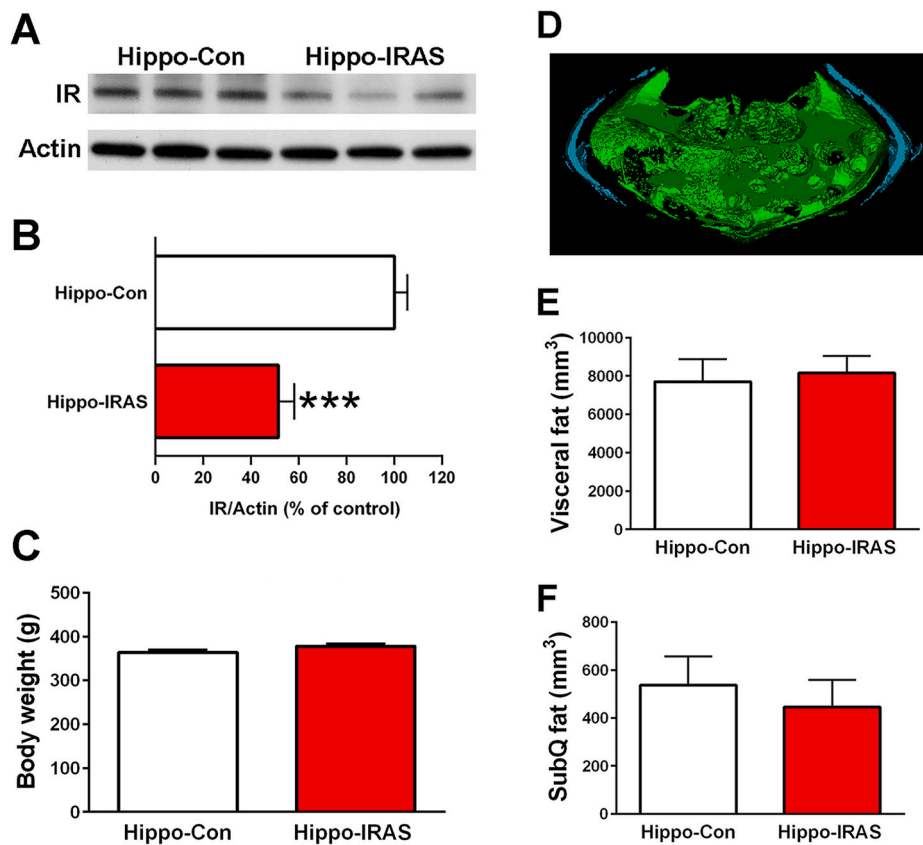 A
Hippo-Con Hippo-IRAS
IR
Actin
B
Hippo-Con
Hippo-IRAS
***
0 20 40 60 80 100 120
IR/Actin (% of control)
C
Body weight (g)
500
400
300
200
100
0
Hippo-Con Hippo-IRAS
D
E
Visceral fat (mm³)
10000
8000
6000
4000
2000
0
Hippo-Con Hippo-IRAS
F
SubQ fat (mm³)
800
600
400
200
0
Hippo-Con Hippo-IRAS